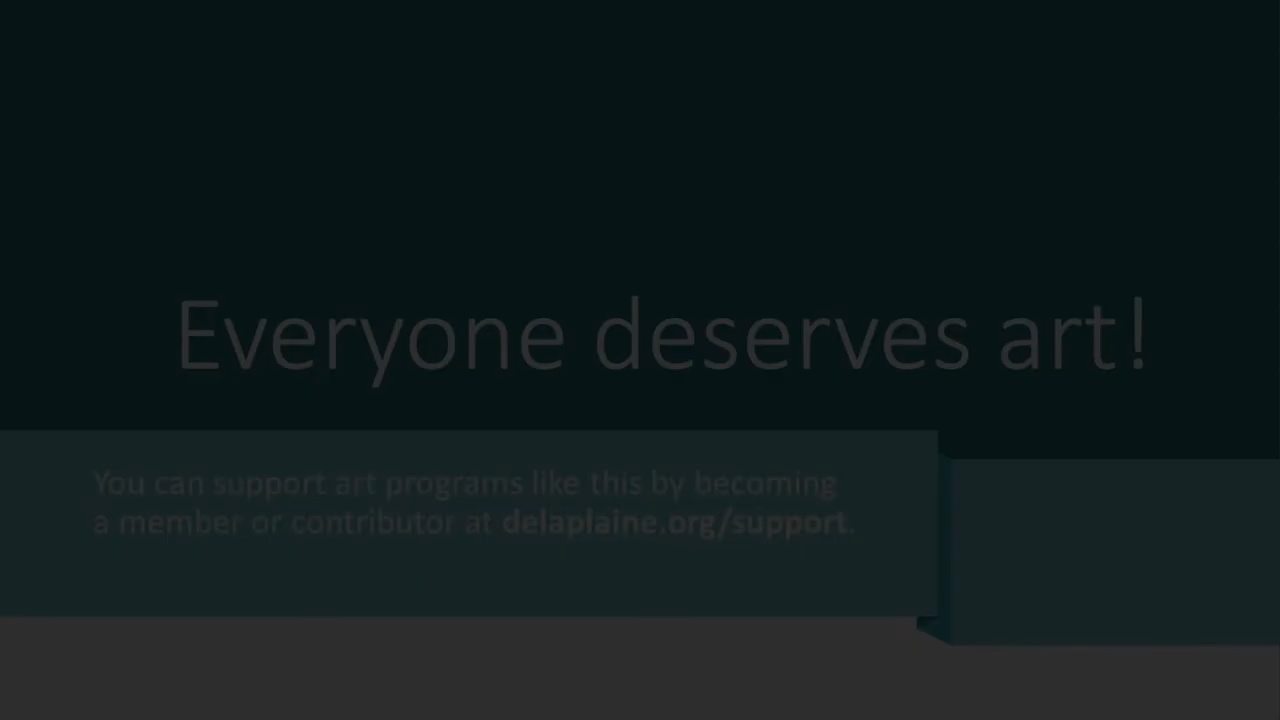 Everyone deserves art!
You can support art programs like this by becoming
a member or contributor at delaplaine.org/support.